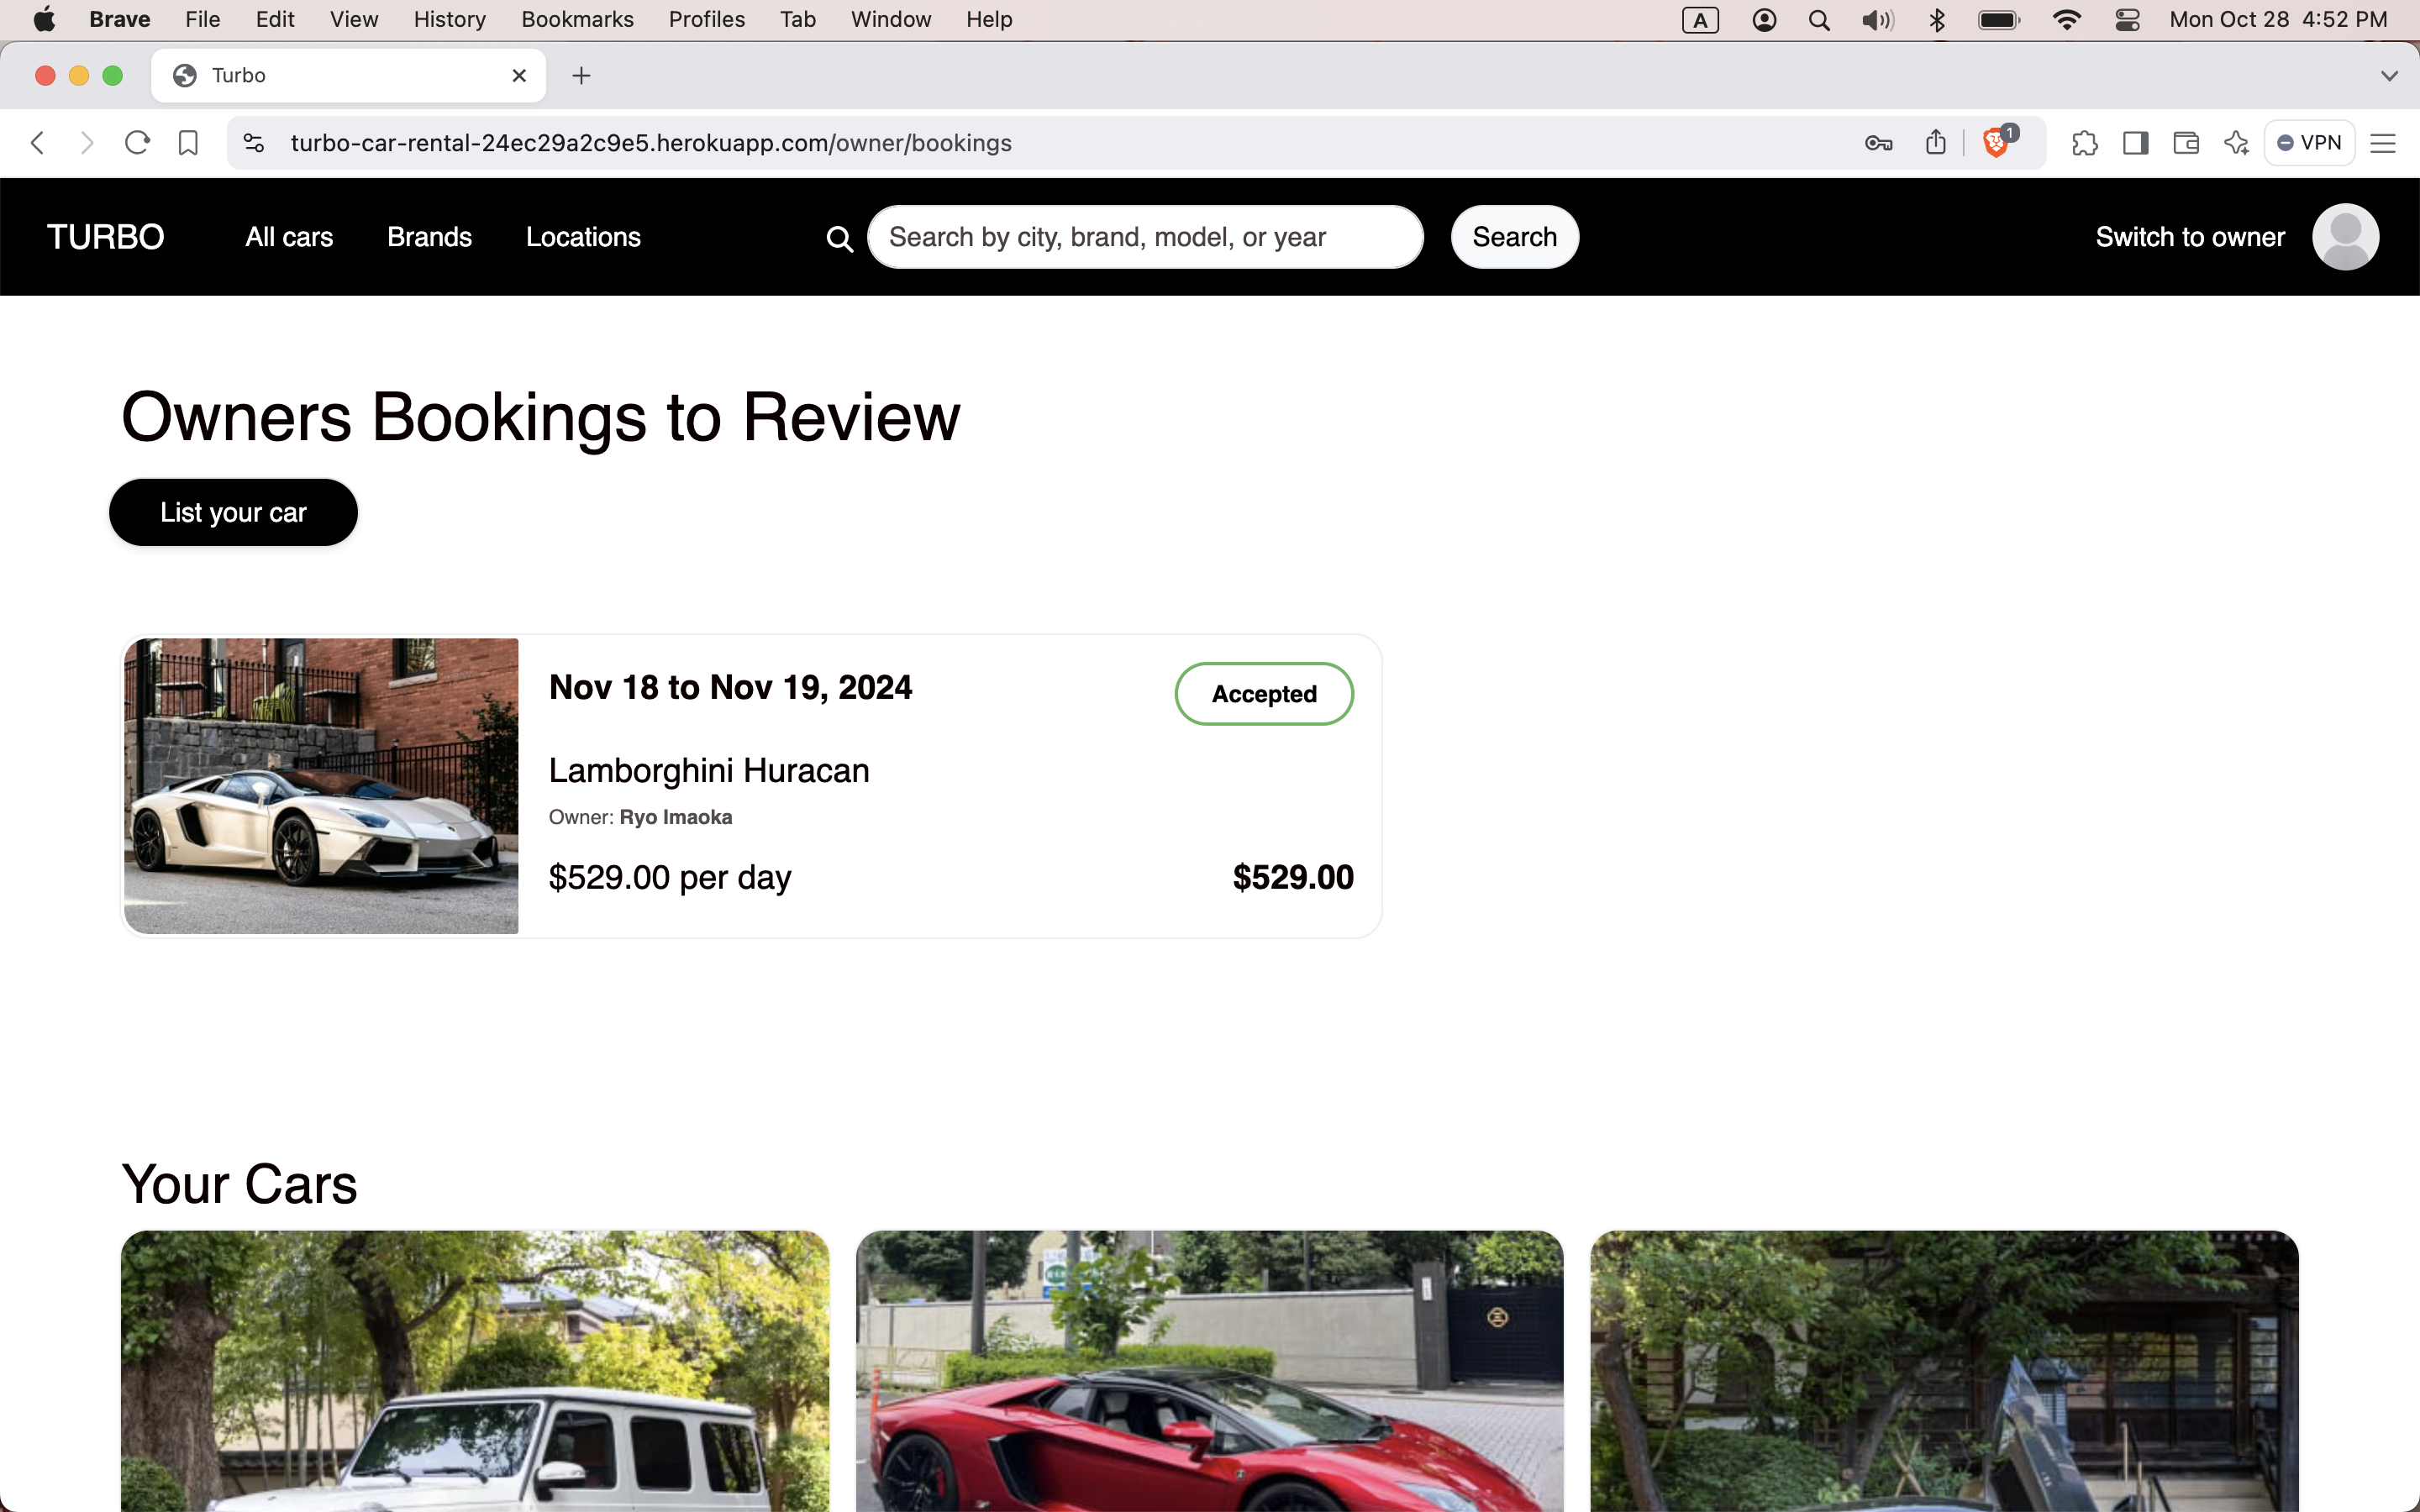 Brave File Edit View History Bookmarks Profiles Tab Window Help A Mon Oct 28 4:52 PM
Turbo
turbo-car-rental-24ec29a2c9e5.herokuapp.com/owner/bookings 1 VPN
TURBO All cars Brands Locations Search by city, brand, model, or year Search Switch to owner
Owners Bookings to Review
List your car
Nov 18 to Nov 19, 2024 Accepted
Lamborghini Huracan
Owner: Ryo Imaoka
$529.00 per day $529.00
Your Cars